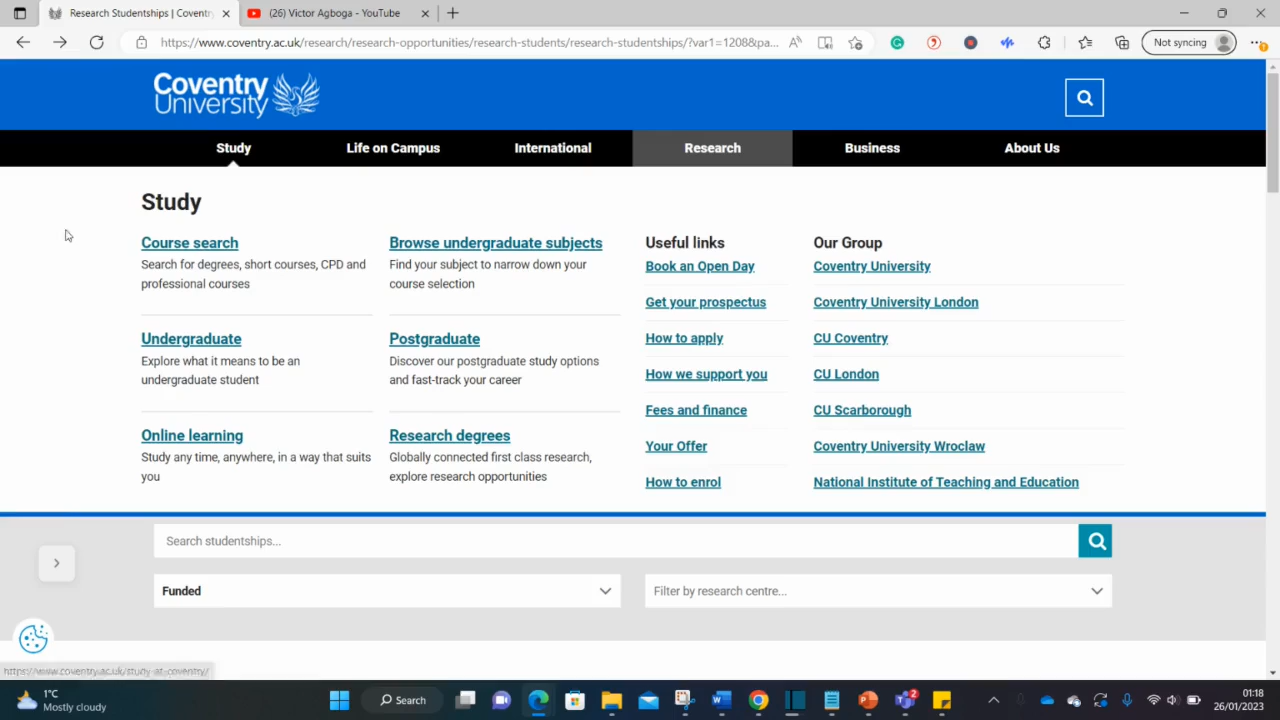 Research Studentships | Coventr
(26) Victor Agboga - YouTube
https://www.coventry.ac.uk/research/research-opportunities/research-students/research-studentships/?var1=1208&pa...
Not syncing
Coventry
University
Study
Life on Campus
International
Research
Business
About Us
Study
Course search
Search for degrees, short courses, CPD and
professional courses
Browse undergraduate subjects
Find your subject to narrow down your
course selection
Undergraduate
Explore what it means to be an
undergraduate student
Postgraduate
Discover our postgraduate study options
and fast-track your career
Online learning
Study any time, anywhere, in a way that suits
you
Research degrees
Globally connected first class research,
explore research opportunities
Useful links
Book an Open Day
Get your prospectus
How to apply
How we support you
Fees and finance
Your Offer
How to enrol
Our Group
Coventry University
Coventry University London
CU Coventry
CU London
CU Scarborough
Coventry University Wroclaw
National Institute of Teaching and Education
Search studentships...
Funded
Filter by research centre...
https://www.coventry.ac.uk/study-at-coventry/
1°C
Mostly cloudy
Search
2
01:18
26/01/2023